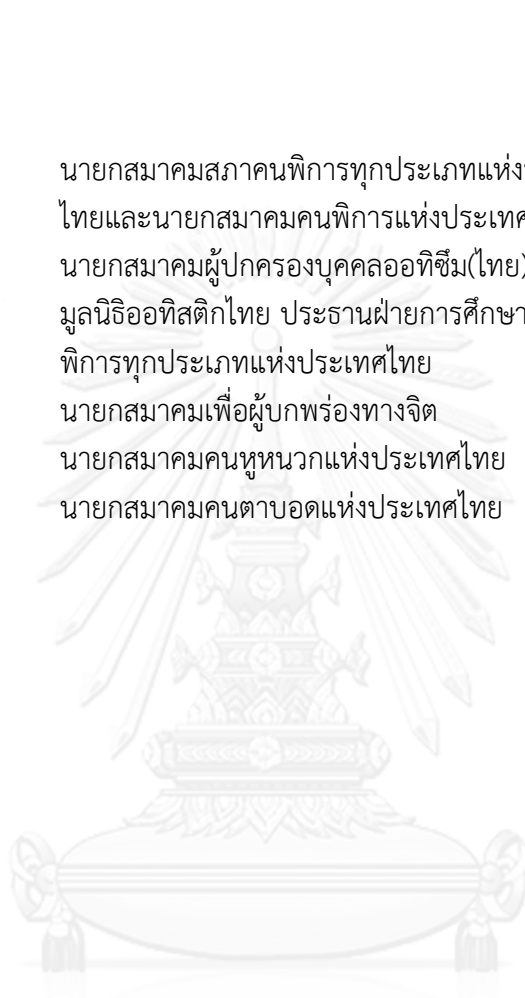 นายกสมาคมสภาคนพิการทุกประเภทแห่ง
ไทยและนายกสมาคมคนพิการแห่งประเทศ
นายกสมาคมผู้ปกครองบุคคลออทิซึม(ไทย)
มูลนิธิออทิสติกไทย ประธานฝ่ายการศึกษา
พิการทุกประเภทแห่งประเทศไทย
นายกสมาคมเพื่อผู้บกพร่องทางจิต
นายกสมาคมคนหูหนวกแห่งประเทศไทย
นายกสมาคมคนตาบอดแห่งประเทศไทย